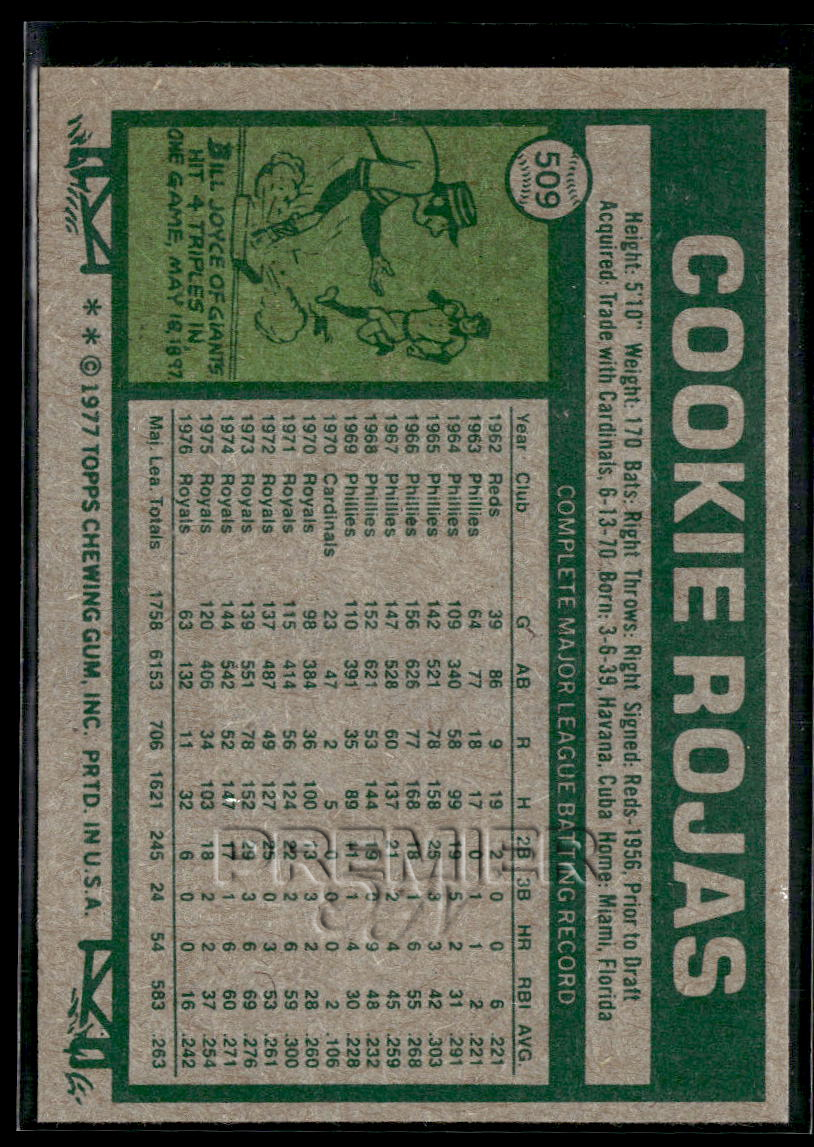 COOKIE ROJAS
Height: 5'10" Weight: 170 Bats: Right Throws: Right Signed: Reds-1956, Prior to Draft
Acquired: Trade with Cardinals, 6-13-70 Born: 3-6-39, Havana, Cuba Home: Miami, Florida
509
COMPLETE MAJOR LEAGUE BATTING RECORD
Year Club G AB R H 2B 3B HR RBI AVG.
1962 Reds 39 86 9 19 2 0 0 6 .221
1963 Phillies 64 77 18 17 0 1 1 2 .221
1964 Phillies 109 340 58 99 19 5 2 31 .291
1965 Phillies 142 521 78 158 25 3 3 42 .303
1966 Phillies 156 626 77 168 18 1 6 55 .268
1967 Phillies 147 528 60 137 21 2 4 45 .259
1968 Phillies 152 621 53 144 19 0 9 48 .232
1969 Phillies 110 391 35 89 11 1 4 30 .228
1970 Cardinals 23 47 2 5 0 0 0 2 .106
1970 Royals 98 384 36 100 13 3 2 28 .260
1971 Royals 115 414 56 124 22 2 6 59 .300
1972 Royals 137 487 49 127 25 0 3 53 .261
1973 Royals 139 551 78 152 29 3 6 69 .276
1974 Royals 144 542 52 147 17 1 6 60 .271
1975 Royals 120 406 34 103 18 2 2 37 .254
1976 Royals 63 132 11 32 6 0 0 16 .242
Maj. Lea. Totals 1758 6153 706 1621 245 24 54 583 .263
BILL JOYCE OF GIANTS
HIT 4 TRIPLES IN
ONE GAME, MAY 18, 1897.
* * © 1977 TOPPS CHEWING GUM, INC. PRTD. IN U.S.A.
PREMIER